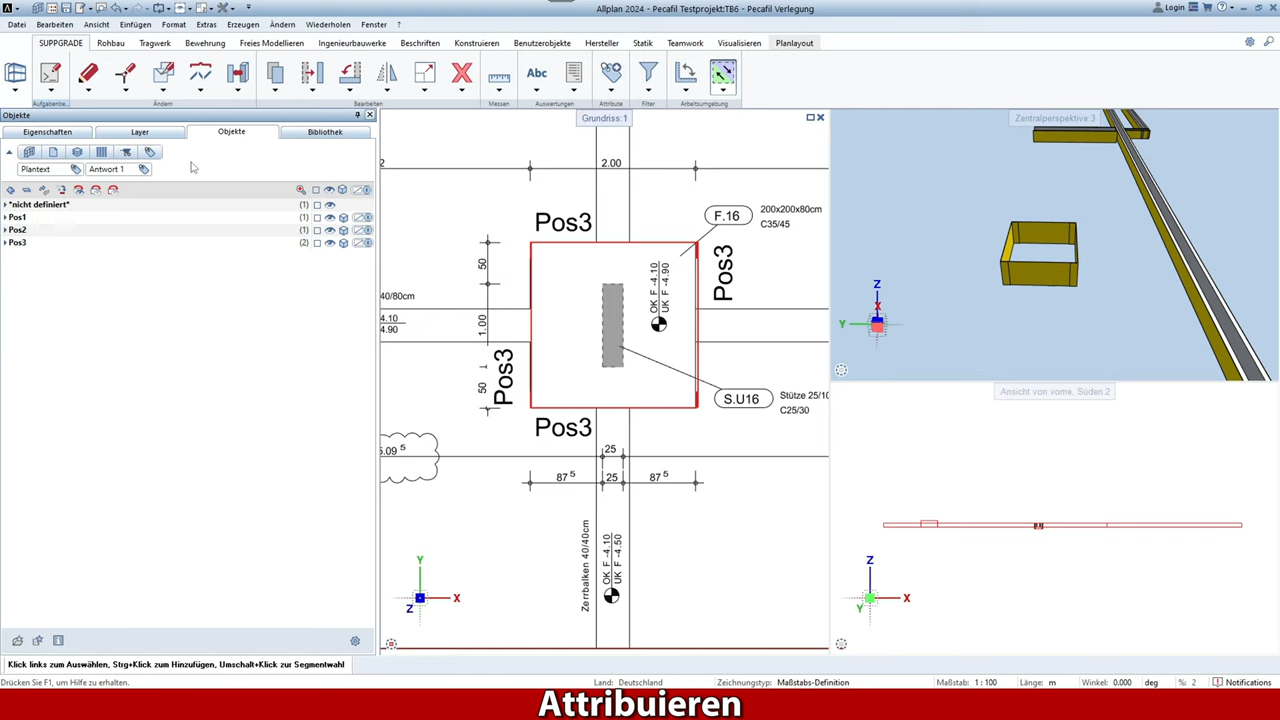 Allplan 2024 - Pecafil Testprojekt:TB6 - Pecafil Verlegung
Login
Datei Bearbeiten Einfügen Ansicht Format Extras Erzeugen Ändern Wiederholen Fenster ?
SUPPGRADE Rohbau Tragwerk Bewehrung Freies Modellieren Ingenieurbauwerke Beschriften Konstruieren Benutzerobjekte Hersteller Statik Teamwork Visualisieren Planlayout
Abc
Aufgabenbe... Ändern Bearbeiten Messen Auswertungen Attribute Filter Arbeitsumgebung
Objekte
Eigenschaften Layer Objekte Bibliothek
Plantext Antwort 1
*nicht definiert* (1)
Pos1 (1)
Pos2 (1)
Pos3 (2)
Grundriss:1
2 2.00
Pos3
F.16
200x200x80cm
C35/45
Pos3
50
OK F -4.10
UK F -4.90
40/80cm
4.10
4.90
1.00
Pos3
50
S.U16
Stütze 25/10
C25/30
Pos3
5.09 5
25
87 5 25 87 5
Zerrbalken 40/40cm
OK F -4.10
UK F -4.50
Y
Z X
Zentralperspektive:3
Z
X
Y
Ansicht von vorne, Süden:2
Z
Y X
Klick links zum Auswählen, Strg+Klick zum Hinzufügen, Umschalt+Klick zur Segmentwahl
Drücken Sie F1, um Hilfe zu erhalten. Land: Deutschland Zeichnungstyp: Maßstabs-Definition Maßstab: 1 : 100 Länge: m Winkel: 0.000 deg %: 2 Notifications
Attribuieren